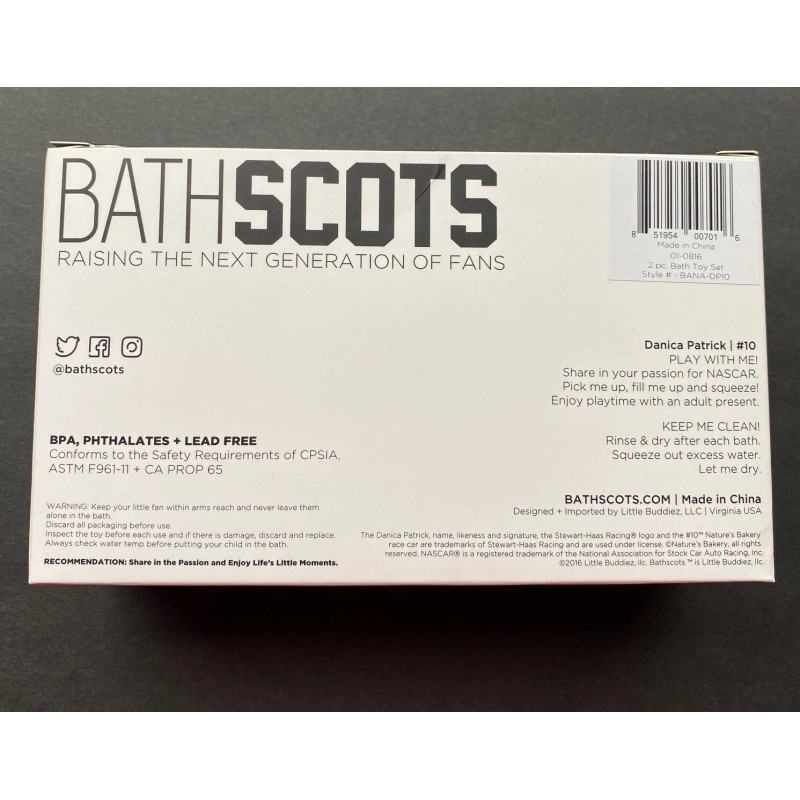 BATHSCOTS
RAISING THE NEXT GENERATION OF FANS
8 51954 00701 6
Made in China
01-0816
2 pc. Bath Toy Set
Style # - BANA-DP10
@bathscots
Danica Patrick | #10
PLAY WITH ME!
Share in your passion for NASCAR.
Pick me up, fill me up and squeeze!
Enjoy playtime with an adult present.
KEEP ME CLEAN!
Rinse & dry after each bath.
Squeeze out excess water.
Let me dry.
BPA, PHTHALATES + LEAD FREE
Conforms to the Safety Requirements of CPSIA,
ASTM F961-11 + CA PROP 65
BATHSCOTS.COM | Made in China
Designed + Imported by Little Buddiez, LLC | Virginia USA
WARNING: Keep your little fan within arms reach and never leave them
alone in the bath.
Discard all packaging before use.
Inspect the toy before each use and if there is damage, discard and replace.
Always check water temp before putting your child in the bath.
RECOMMENDATION: Share in the Passion and Enjoy Life's Little Moments.
The Danica Patrick, name, likeness and signature, the Stewart-Haas Racing® logo and the #10™ Nature's Bakery
race car are trademarks of Stewart-Haas Racing and are used under license. ©Nature's Bakery, all rights
reserved. NASCAR® is a registered trademark of the National Association for Stock Car Auto Racing, Inc.
©2016 Little Buddiez, llc. Bathscots ™ is Little Buddiez, llc.